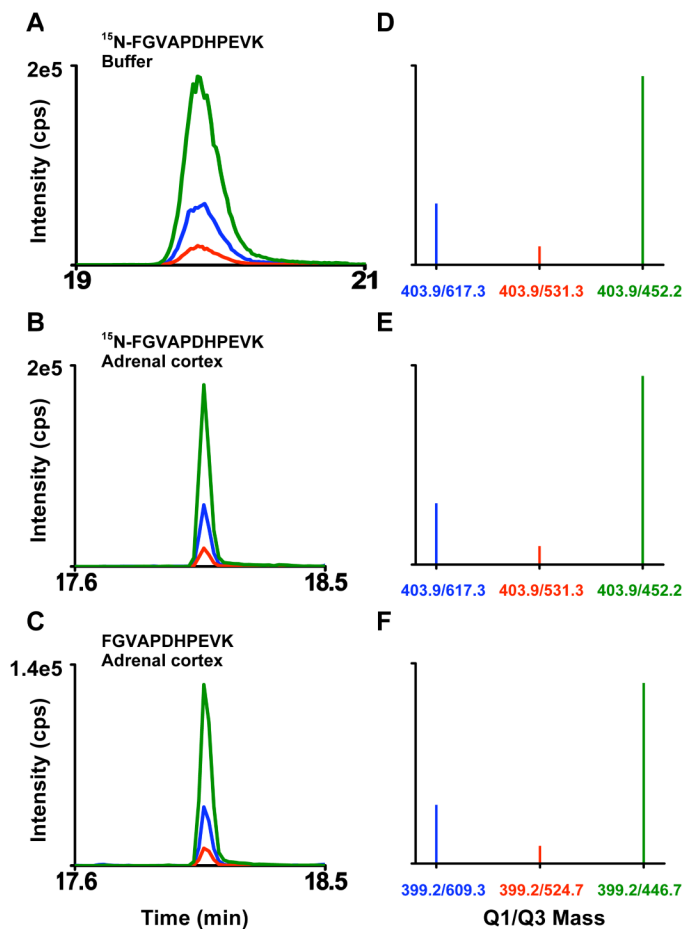 A
¹⁵N-FGVAPDHPEVK
Buffer
2e5
Intensity (cps)
19
21
D
403.9/617.3 403.9/531.3 403.9/452.2
B
¹⁵N-FGVAPDHPEVK
Adrenal cortex
2e5
Intensity (cps)
17.6
18.5
E
403.9/617.3 403.9/531.3 403.9/452.2
C
FGVAPDHPEVK
Adrenal cortex
1.4e5
Intensity (cps)
17.6
18.5
Time (min)
F
399.2/609.3 399.2/524.7 399.2/446.7
Q1/Q3 Mass